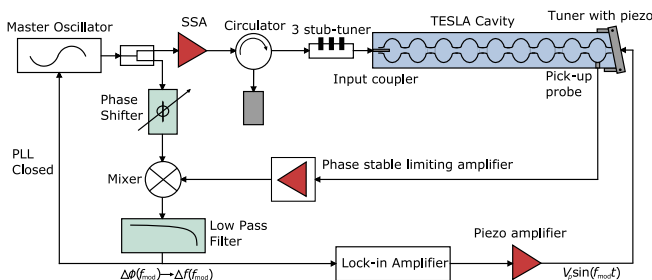 Master Oscillator
SSA
Circulator
3 stub-tuner
TESLA Cavity
Tuner with piezo
Input coupler
Pick-up
probe
Phase
Shifter
ϕ
PLL
Closed
Mixer
Phase stable limiting amplifier
Low Pass
Filter
Piezo amplifier
Lock-in Amplifier
Δϕ(fmod)→Δf(fmod)
Vpsin(fmodt)